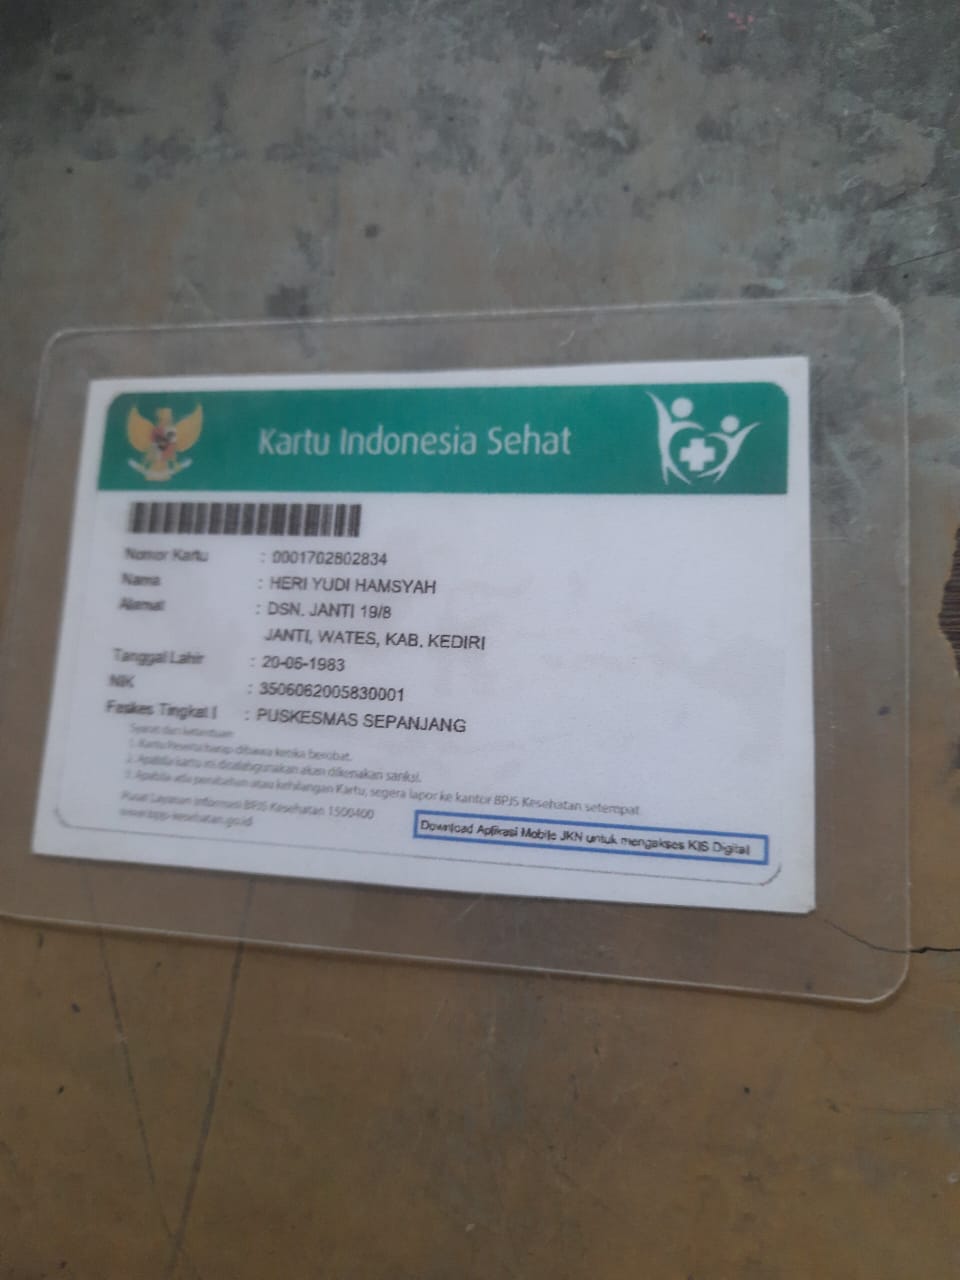 Kartu Indonesia Sehat
Nomor Kartu : 0001702802834
Nama : HERI YUDI HAMSYAH
Alamat : DSN. JANTI 19/8
JANTI, WATES, KAB. KEDIRI
Tanggal Lahir : 20-05-1983
NIK : 3506062005830001
Faskes Tingkat I : PUSKESMAS SEPANJANG
Syarat dan ketentuan
1. Kartu Peserta harap dibawa ketika berobat.
2. Apabila kartu ini disalahgunakan akan dikenakan sanksi.
3. Apabila ada perubahan atau kehilangan Kartu, segera lapor ke kantor BPJS Kesehatan setempat.
Pusat Layanan Informasi BPJS Kesehatan 1500400
www.bpjs-kesehatan.go.id
Download Aplikasi Mobile JKN untuk mengakses KIS Digital